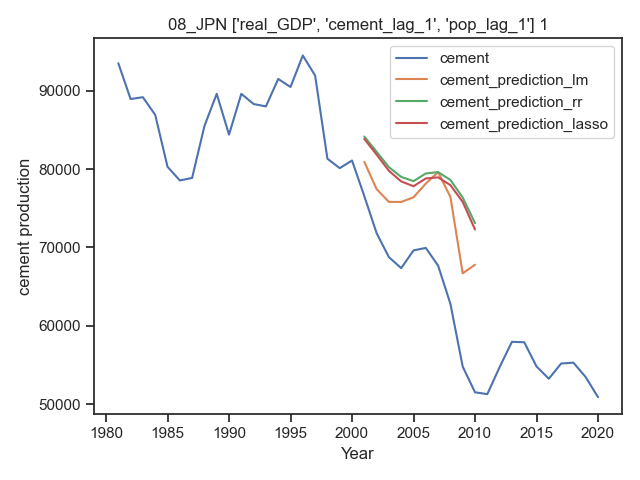 08_JPN ['real_GDP', 'cement_lag_1', 'pop_lag_1'] 1
cement
cement_prediction_lm
cement_prediction_rr
cement_prediction_lasso
cement production
90000
80000
70000
60000
50000
1980
1985
1990
1995
2000
2005
2010
2015
2020
Year